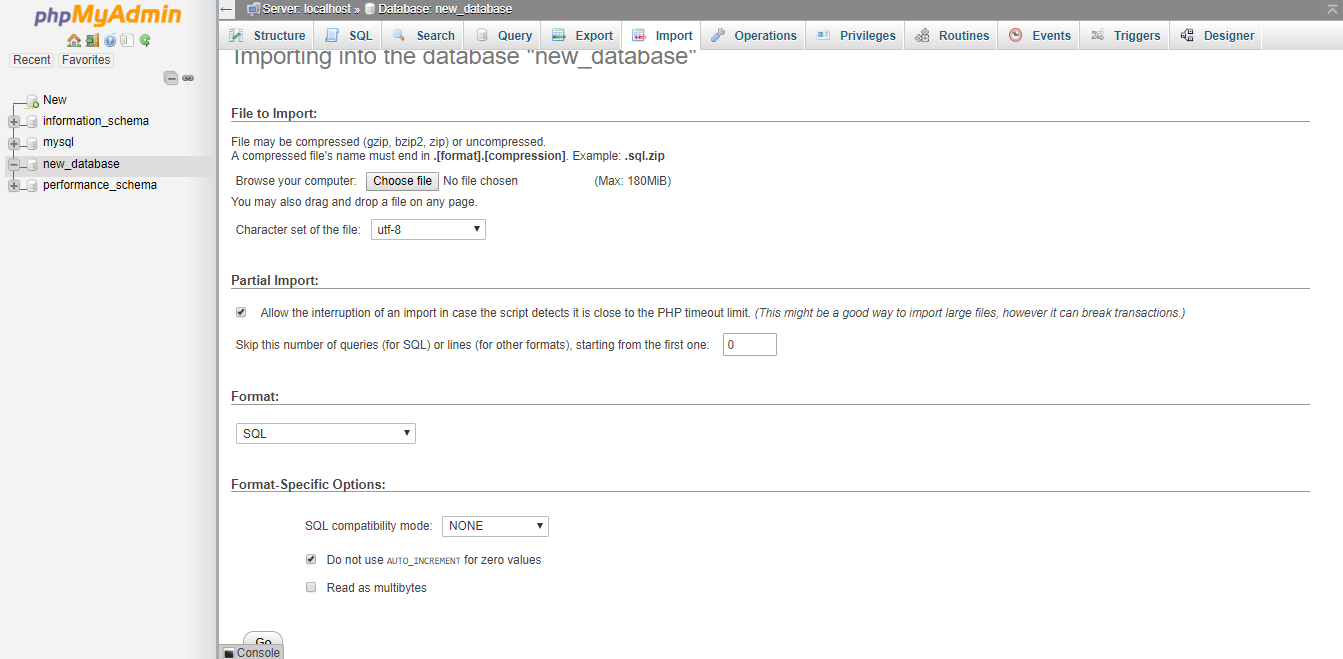 phpMyAdmin
Recent Favorites
New
information_schema
mysql
new_database
performance_schema
Server: localhost » Database: new_database
Structure SQL Search Query Export Import Operations Privileges Routines Events Triggers Designer
Importing into the database "new_database"
File to Import:
File may be compressed (gzip, bzip2, zip) or uncompressed.
A compressed file's name must end in .[format].[compression]. Example: .sql.zip
Browse your computer: Choose file No file chosen (Max: 180MiB)
You may also drag and drop a file on any page.
Character set of the file: utf-8
Partial Import:
Allow the interruption of an import in case the script detects it is close to the PHP timeout limit. (This might be a good way to import large files, however it can break transactions.)
Skip this number of queries (for SQL) or lines (for other formats), starting from the first one: 0
Format:
SQL
Format-Specific Options:
SQL compatibility mode: NONE
Do not use AUTO_INCREMENT for zero values
Read as multibytes
Go
Console